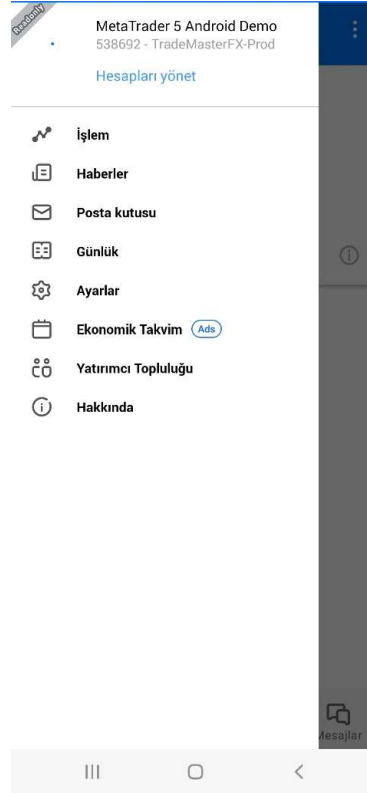 Readonly
MetaTrader 5 Android Demo
538692 - TradeMasterFX-Prod
Hesapları yönet
İşlem
Haberler
Posta kutusu
Günlük
Ayarlar
Ekonomik Takvim Ads
Yatırımcı Topluluğu
Hakkında
Mesajlar